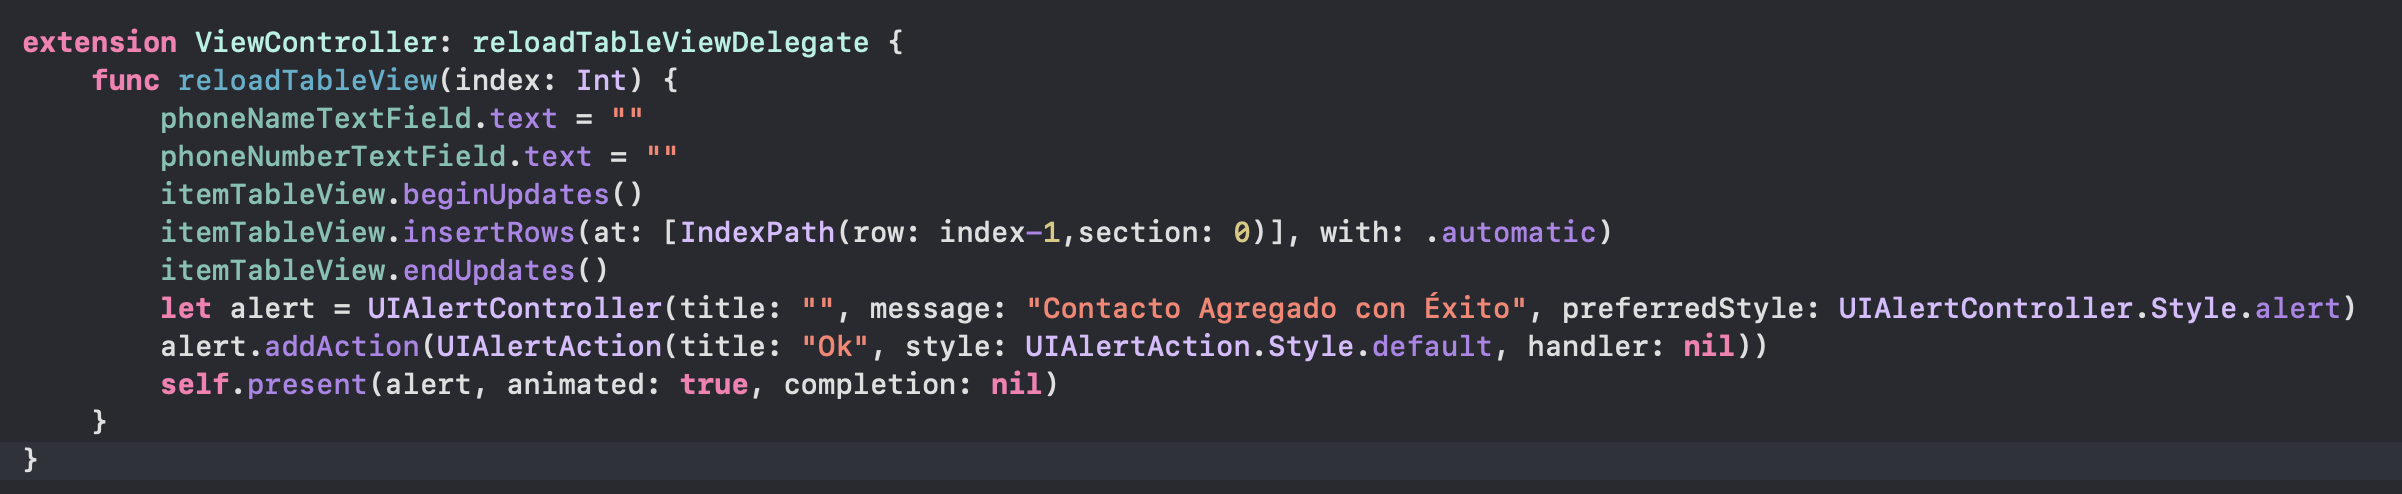 extension ViewController: reloadTableViewDelegate {
    func reloadTableView(index: Int) {
        phoneNameTextField.text = ""
        phoneNumberTextField.text = ""
        itemTableView.beginUpdates()
        itemTableView.insertRows(at: [IndexPath(row: index-1,section: 0)], with: .automatic)
        itemTableView.endUpdates()
        let alert = UIAlertController(title: "", message: "Contacto Agregado con Éxito", preferredStyle: UIAlertController.Style.alert)
        alert.addAction(UIAlertAction(title: "Ok", style: UIAlertAction.Style.default, handler: nil))
        self.present(alert, animated: true, completion: nil)
    }
}